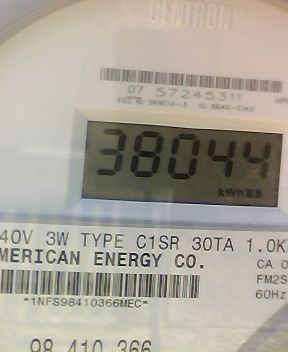 CENTRON®
07 57245311
38044
kWh
40V 3W TYPE C1SR 30TA 1.0K
MERICAN ENERGY CO.
CA 0
FM2S
60Hz
*1NFS98410366MEC*
98 410 366